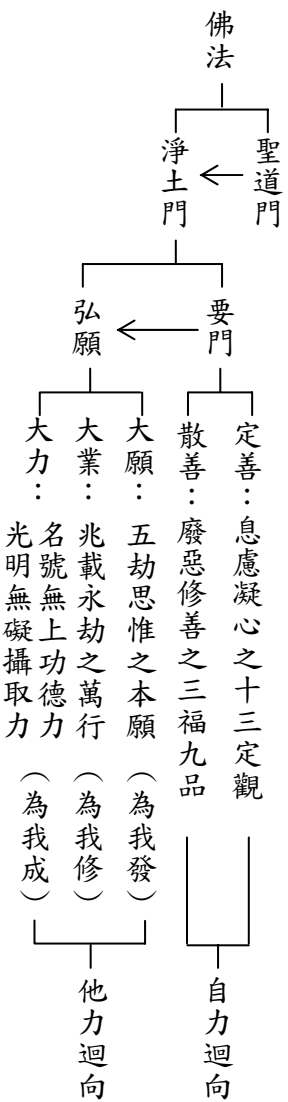 佛法
聖道門
淨土門
要門
弘願
定善：息慮凝心之十三定觀
散善：廢惡修善之三福九品
自力迴向
大願：五劫思惟之本願（為我發）
大業：兆載永劫之萬行（為我修）
大力：名號無上功德力
光明無礙攝取力（為我成）
他力迴向